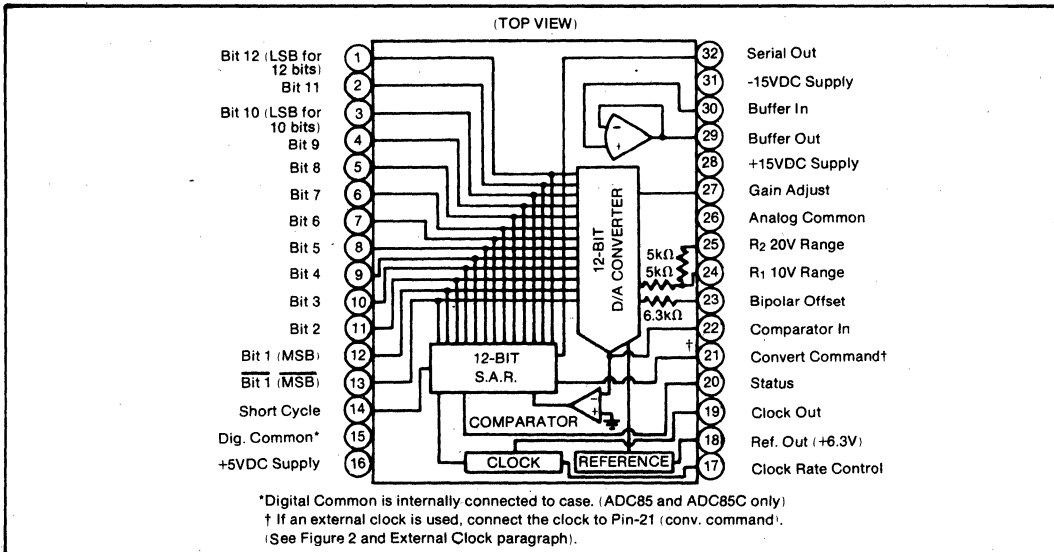 (TOP VIEW)
Bit 12 (LSB for
12 bits)
1
Bit 11
2
Bit 10 (LSB for
10 bits)
3
Bit 9
4
Bit 8
5
Bit 7
6
Bit 6
7
Bit 5
8
Bit 4
9
Bit 3
10
Bit 2
11
Bit 1 (MSB)
12
Bit 1 (MSB)
13
Short Cycle
14
Dig. Common*
15
+5VDC Supply
16
12-BIT
D/A CONVERTER
5kΩ
5kΩ
6.3kΩ
12-BIT
S.A.R.
COMPARATOR
CLOCK
REFERENCE
−
+
−
+
†
32
Serial Out
31
-15VDC Supply
30
Buffer In
29
Buffer Out
28
+15VDC Supply
27
Gain Adjust
26
Analog Common
25
R2 20V Range
24
R1 10V Range
23
Bipolar Offset
22
Comparator In
21
Convert Command†
20
Status
19
Clock Out
18
Ref. Out (+6.3V)
17
Clock Rate Control
*Digital Common is internally connected to case. (ADC85 and ADC85C only)
† If an external clock is used, connect the clock to Pin-21 (conv. command).
(See Figure 2 and External Clock paragraph).